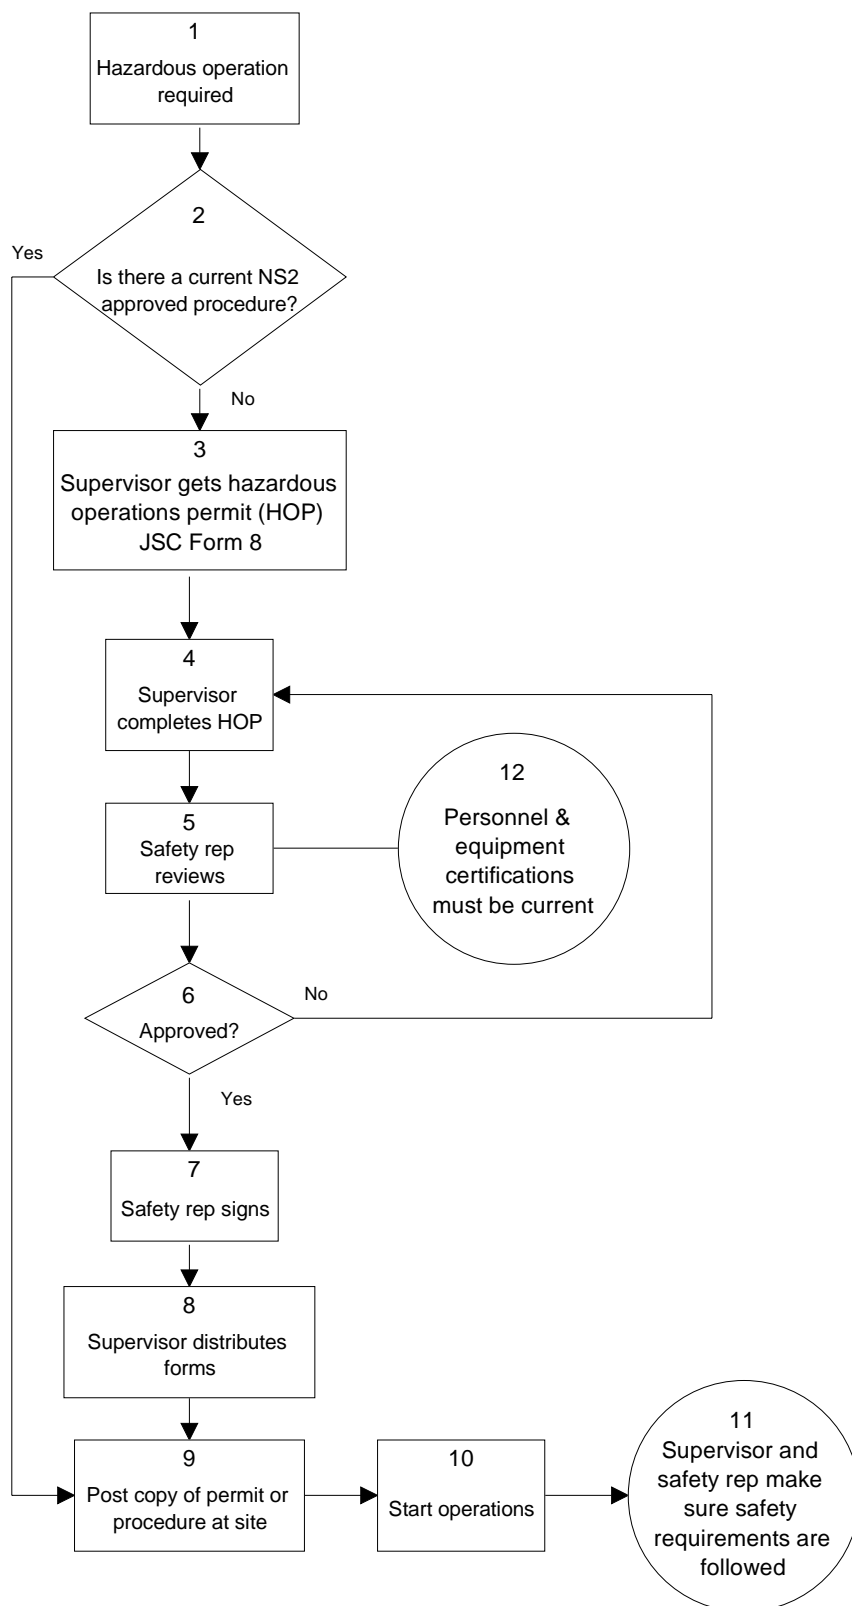 1
Hazardous operation
required
2
Yes
Is there a current NS2
approved procedure?
No
3
Supervisor gets hazardous
operations permit (HOP)
JSC Form 8
4
Supervisor
completes HOP
12
Personnel &
equipment
certifications
must be current
5
Safety rep
reviews
6
No
Approved?
Yes
7
Safety rep signs
8
Supervisor distributes
forms
9
Post copy of permit or
procedure at site
10
Start operations
11
Supervisor and
safety rep make
sure safety
requirements are
followed